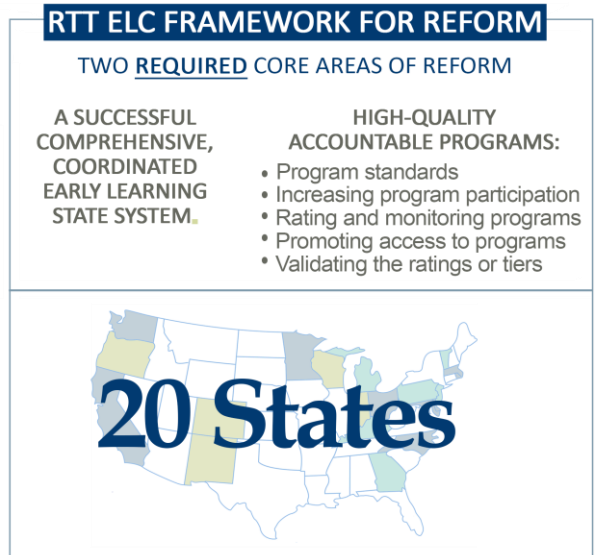 RTT ELC FRAMEWORK FOR REFORM
TWO REQUIRED CORE AREAS OF REFORM
A SUCCESSFUL
COMPREHENSIVE,
COORDINATED
EARLY LEARNING
STATE SYSTEM.
HIGH-QUALITY
ACCOUNTABLE PROGRAMS:
• Program standards
• Increasing program participation
• Rating and monitoring programs
• Promoting access to programs
• Validating the ratings or tiers
20 States